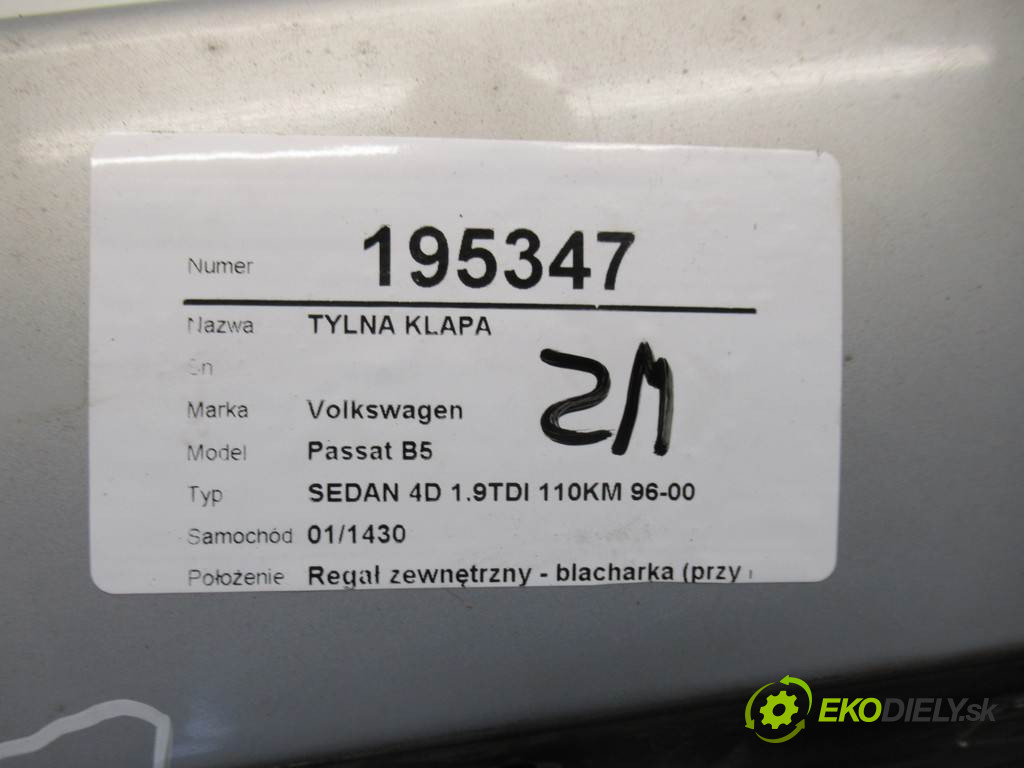 Numer 195347
Nazwa TYLNA KLAPA
Sn
Marka Volkswagen
Model Passat B5
Typ SEDAN 4D 1.9TDI 110KM 96-00
Samochód 01/1430
Położenie Regał zewnętrzny - blacharka (przy
EKODIELY.sk